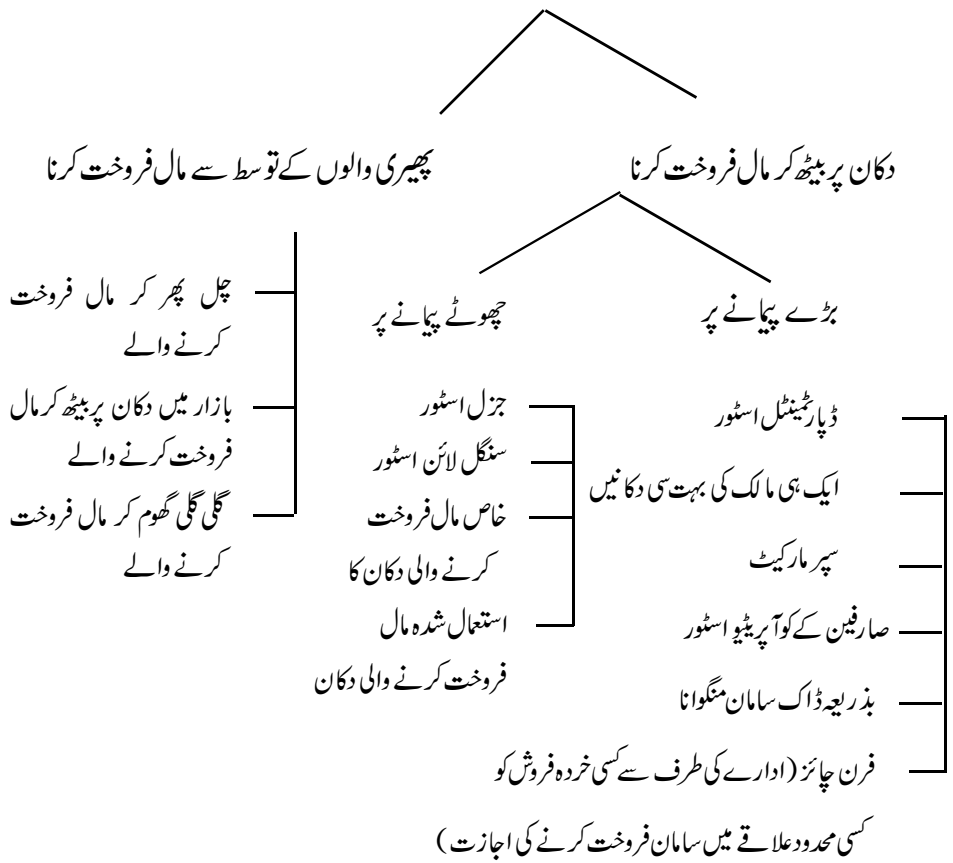 دکان پر بیٹھ کر مال فروخت کرنا
پھیری والوں کے توسط سے مال فروخت کرنا
بڑے پیمانے پر
ڈپارٹمینٹل اسٹور
ایک ہی مالک کی بہت سی دکانیں
سپر مارکیٹ
صارفین کے کوآپریٹیو اسٹور
بذریعہ ڈاک سامان منگوانا
فرن چائز (ادارے کی طرف سے کسی خردہ فروش کو
کسی محدود علاقے میں سامان فروخت کرنے کی اجازت)
چھوٹے پیمانے پر
جزل اسٹور
سنگل لائن اسٹور
خاص مال فروخت
کرنے والی دکان کا
استعمال شدہ مال
فروخت کرنے والی دکان
چل پھر کر مال فروخت
کرنے والے
بازار میں دکان پر بیٹھ کر مال
فروخت کرنے والے
گلی گلی گھوم کر مال فروخت
کرنے والے